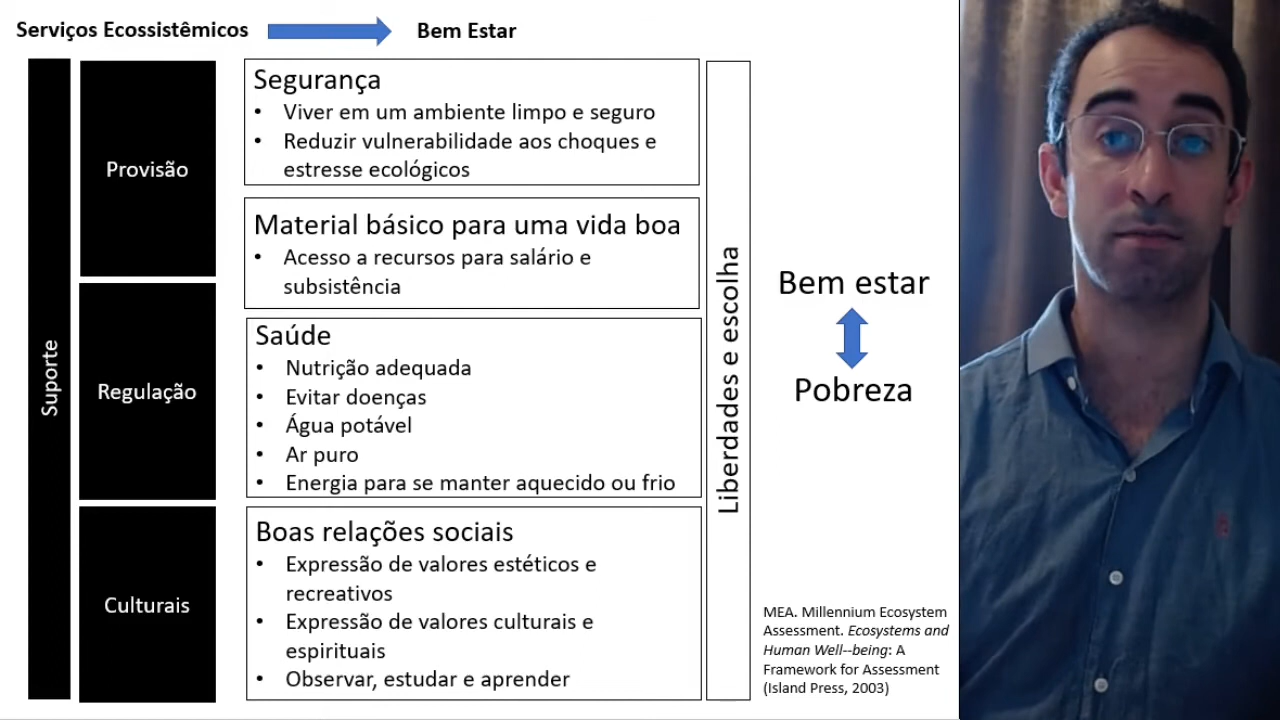 Serviços Ecossistêmicos
Bem Estar
Suporte
Provisão
Regulação
Culturais
Segurança
• Viver em um ambiente limpo e seguro
• Reduzir vulnerabilidade aos choques e
estresse ecológicos
Material básico para uma vida boa
• Acesso a recursos para salário e
subsistência
Saúde
• Nutrição adequada
• Evitar doenças
• Água potável
• Ar puro
• Energia para se manter aquecido ou frio
Boas relações sociais
• Expressão de valores estéticos e
recreativos
• Expressão de valores culturais e
espirituais
• Observar, estudar e aprender
Liberdades e escolha
Bem estar
Pobreza
MEA. Millennium Ecosystem
Assessment. Ecosystems and
Human Well--being: A
Framework for Assessment
(Island Press, 2003)